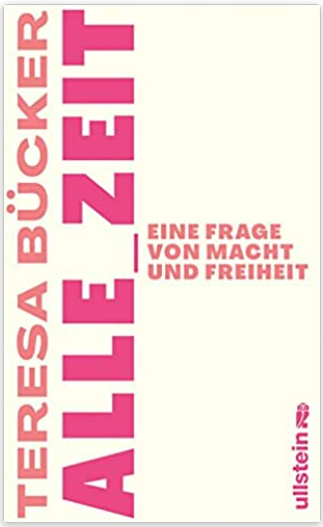 TERESA BÜCKER
ALLE_ZEIT
EINE FRAGE
VON MACHT
UND FREIHEIT
ullstein